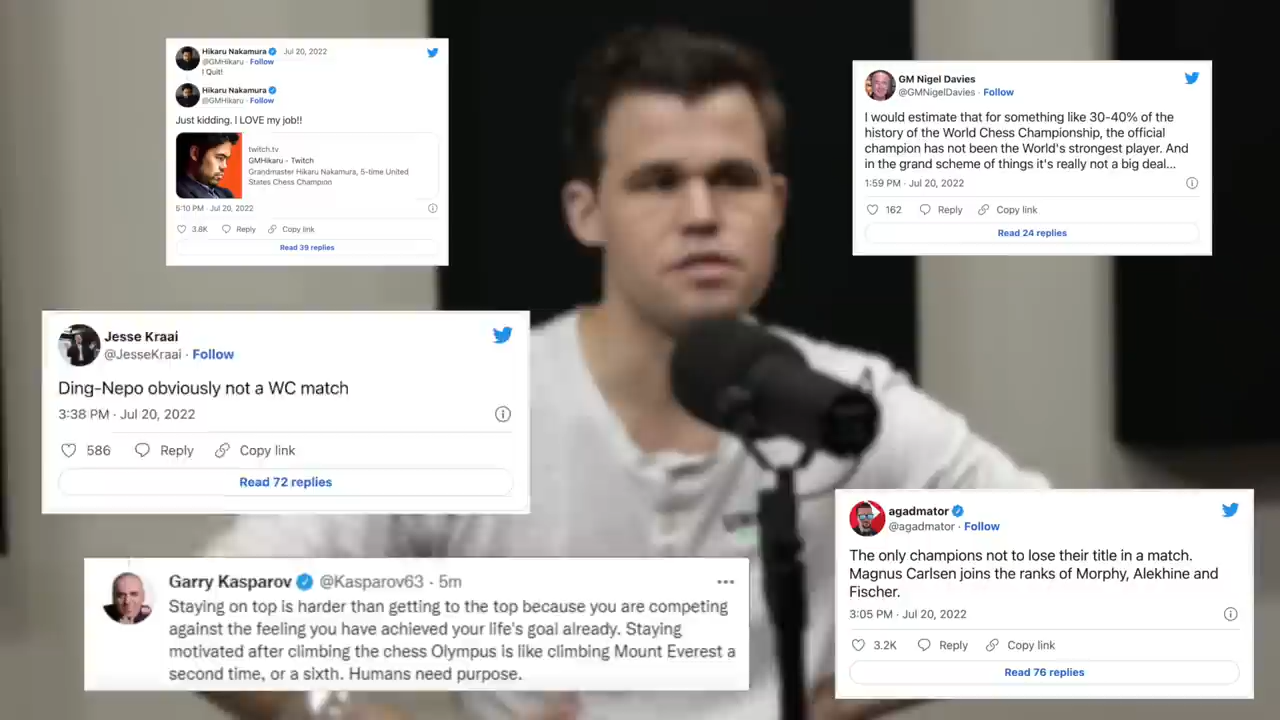 Hikaru Nakamura Jul 20, 2022
@GMHikaru · Follow
I Quit!
Hikaru Nakamura
@GMHikaru · Follow
Just kidding. I LOVE my job!!
twitch.tv
GMHikaru - Twitch
Grandmaster Hikaru Nakamura, 5-time United
States Chess Champion
5:10 PM · Jul 20, 2022
3.8K Reply Copy link
Read 39 replies
GM Nigel Davies
@GMNigelDavies · Follow
I would estimate that for something like 30-40% of the
history of the World Chess Championship, the official
champion has not been the World's strongest player. And
in the grand scheme of things it's really not a big deal...
1:59 PM · Jul 20, 2022
162 Reply Copy link
Read 24 replies
Jesse Kraai
@JesseKraai · Follow
Ding-Nepo obviously not a WC match
3:38 PM · Jul 20, 2022
586 Reply Copy link
Read 72 replies
Garry Kasparov @Kasparov63 · 5m
Staying on top is harder than getting to the top because you are competing
against the feeling you have achieved your life's goal already. Staying
motivated after climbing the chess Olympus is like climbing Mount Everest a
second time, or a sixth. Humans need purpose.
agadmator
@agadmator · Follow
The only champions not to lose their title in a match.
Magnus Carlsen joins the ranks of Morphy, Alekhine and
Fischer.
3:05 PM · Jul 20, 2022
3.2K Reply Copy link
Read 76 replies